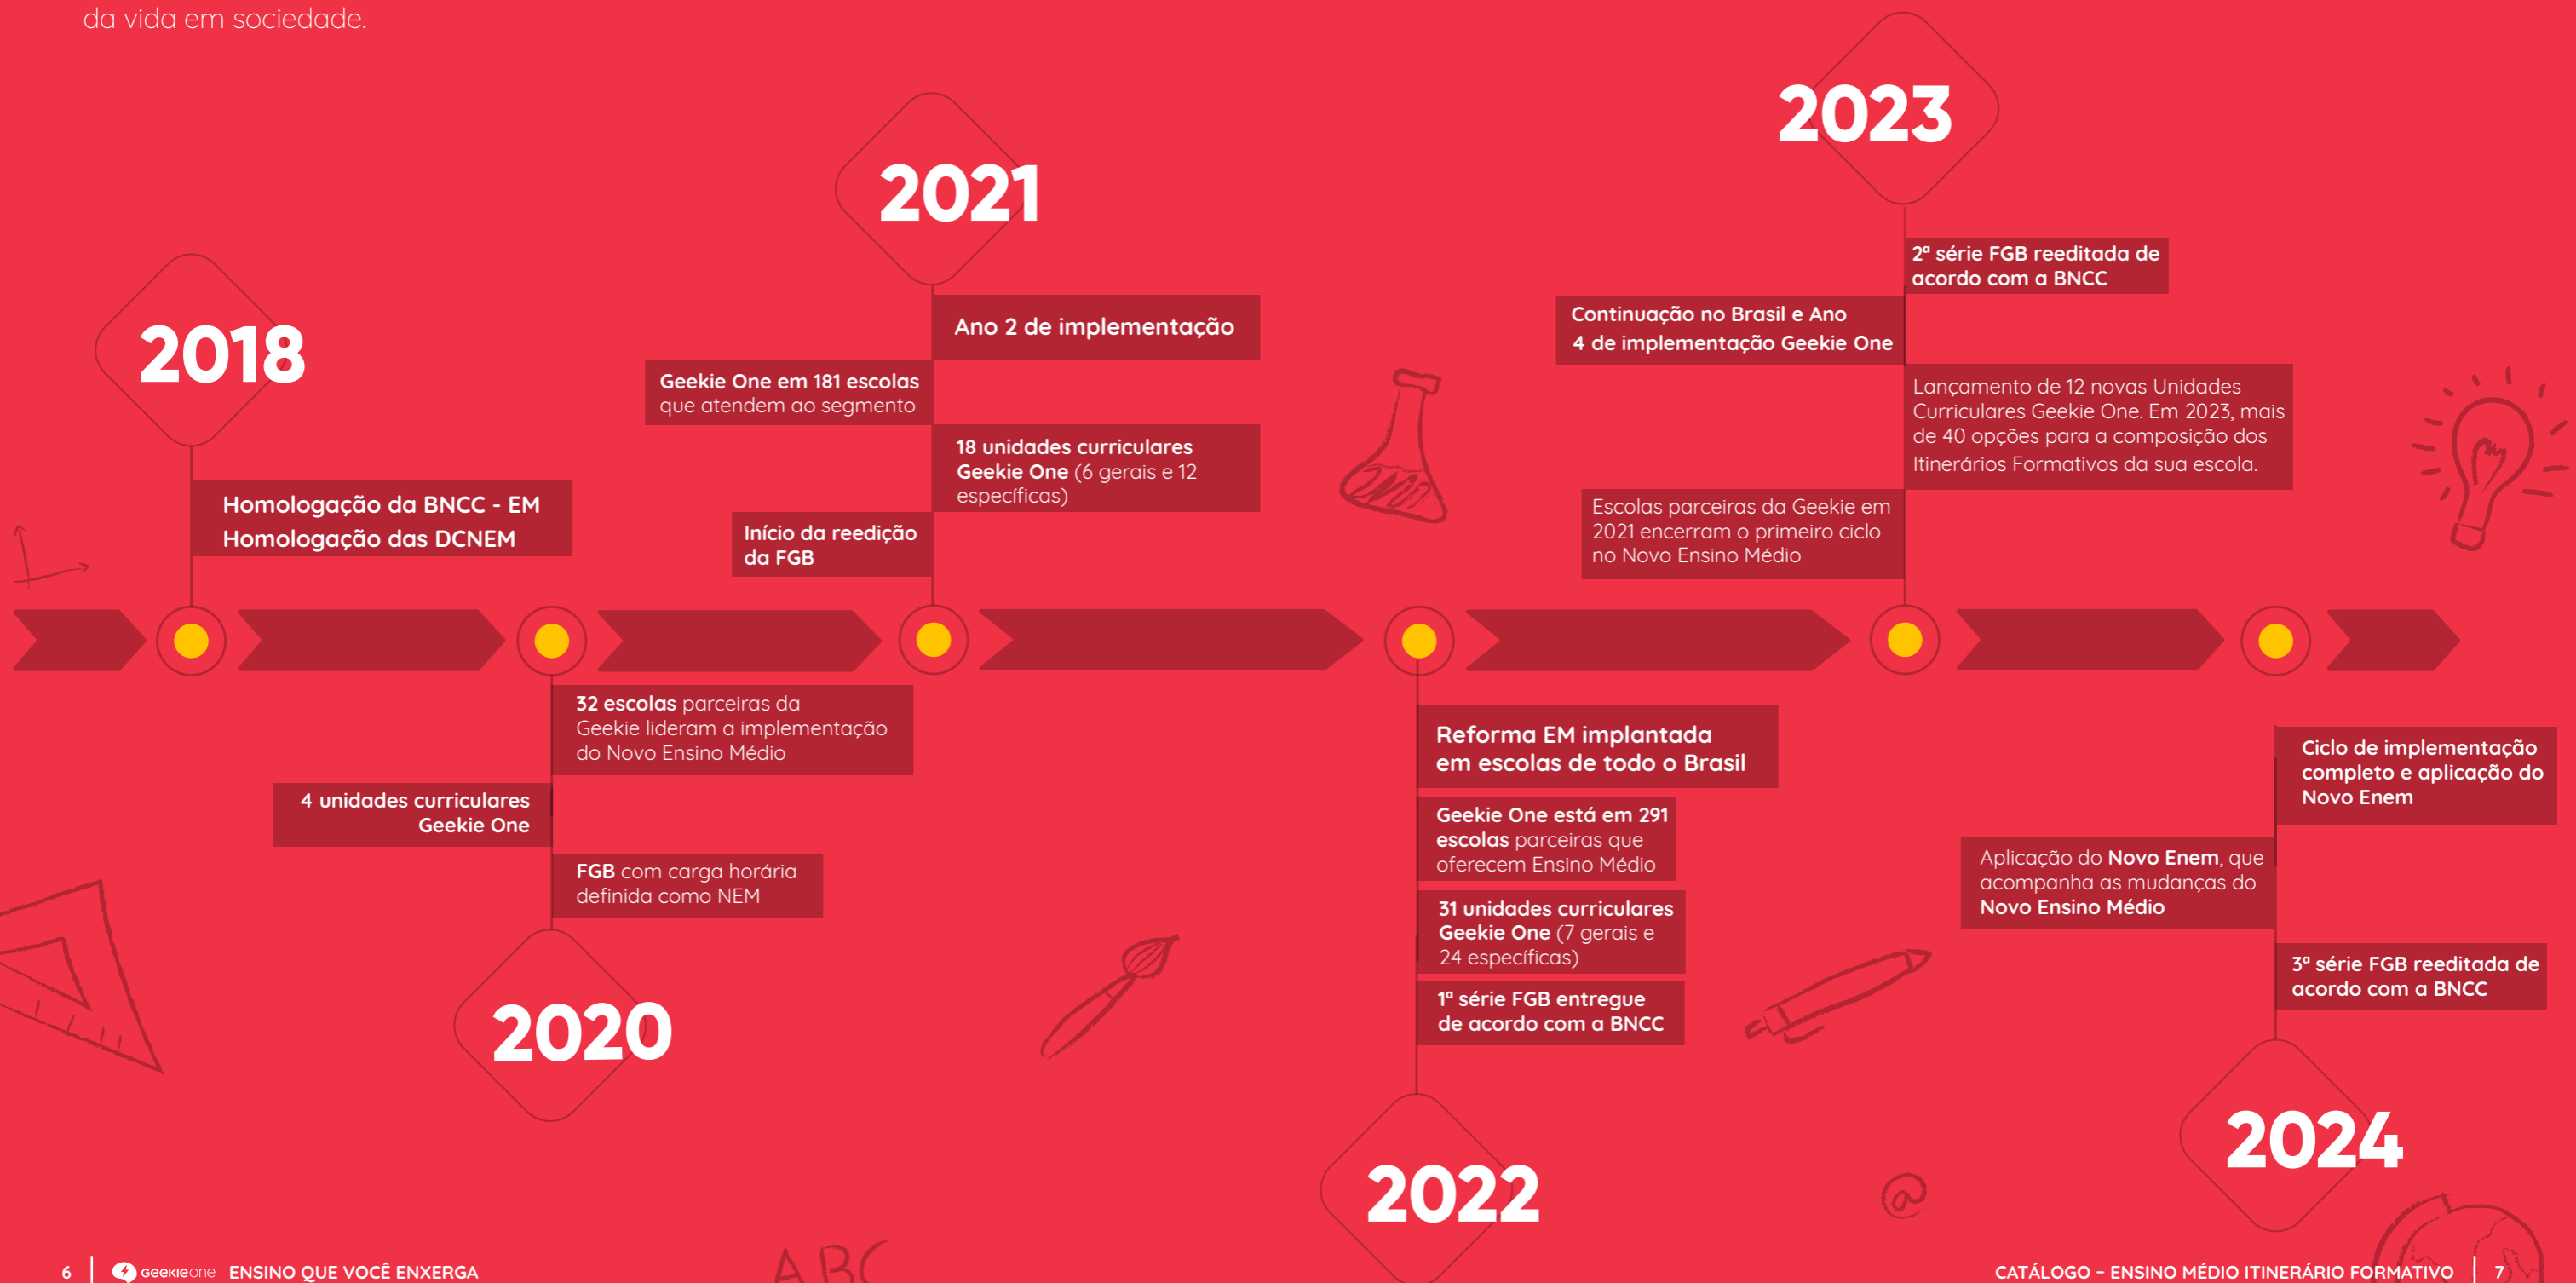 da vida em sociedade.
2018
Homologação da BNCC - EM
Homologação das DCNEM
32 escolas parceiras da
Geekie lideram a implementação
do Novo Ensino Médio
4 unidades curriculares
Geekie One
FGB com carga horária
definida como NEM
2020
2021
Ano 2 de implementação
Geekie One em 181 escolas
que atendem ao segmento
18 unidades curriculares
Geekie One (6 gerais e 12
específicas)
Início da reedição
da FGB
Reforma EM implantada
em escolas de todo o Brasil
Geekie One está em 291
escolas parceiras que
oferecem Ensino Médio
31 unidades curriculares
Geekie One (7 gerais e
24 específicas)
1ª série FGB entregue
de acordo com a BNCC
2022
2023
2ª série FGB reeditada de
acordo com a BNCC
Continuação no Brasil e Ano
4 de implementação Geekie One
Lançamento de 12 novas Unidades
Curriculares Geekie One. Em 2023, mais
de 40 opções para a composição dos
Itinerários Formativos da sua escola.
Escolas parceiras da Geekie em
2021 encerram o primeiro ciclo
no Novo Ensino Médio
Ciclo de implementação
completo e aplicação do
Novo Enem
Aplicação do Novo Enem, que
acompanha as mudanças do
Novo Ensino Médio
3ª série FGB reeditada de
acordo com a BNCC
2024
@
ABC
6 geekieone ENSINO QUE VOCÊ ENXERGA
CATÁLOGO – ENSINO MÉDIO ITINERÁRIO FORMATIVO 7